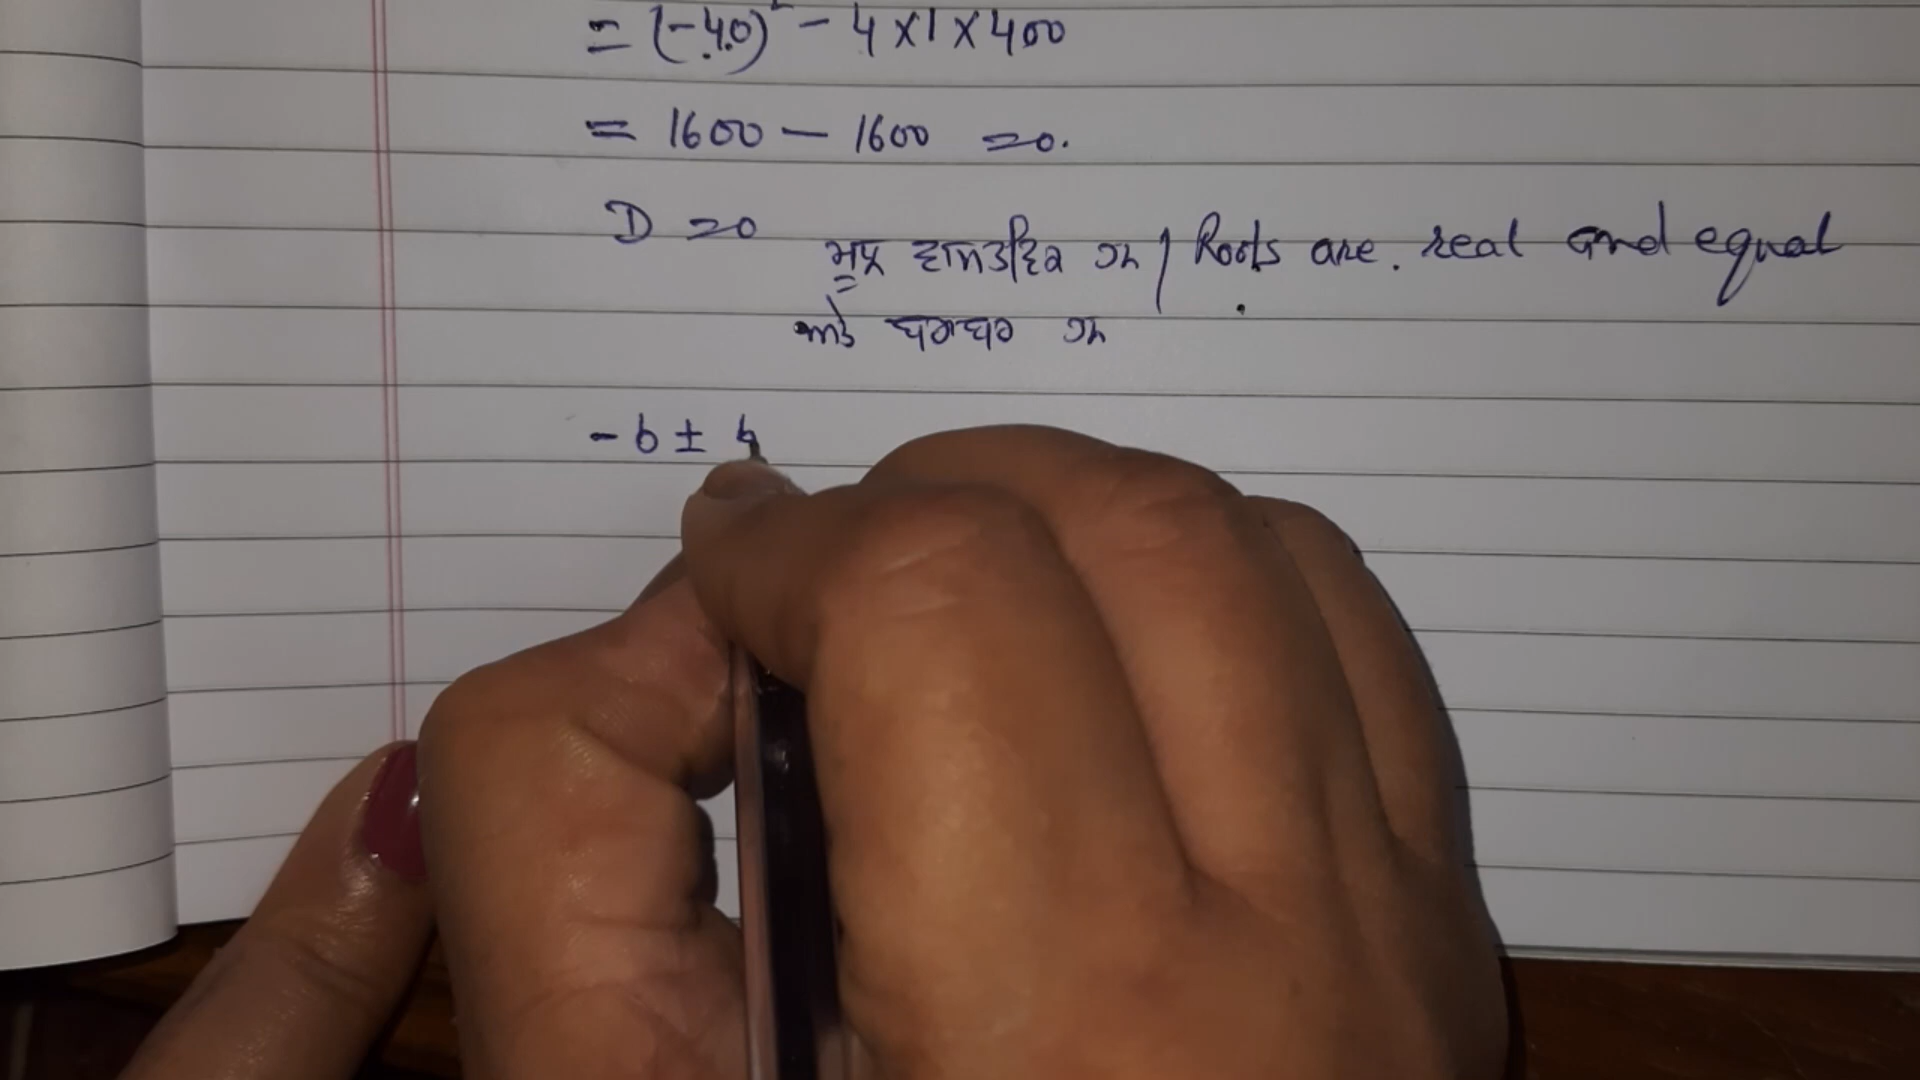 = (-40)² - 4×1×400
= 1600 - 1600 = 0.
D = 0
ਮੂਲ ਵਾਸਤਵਿਕ ਹਨ / Roots are. real and equal
ਅਤੇ ਬਰਾਬਰ ਹਨ
- b ±